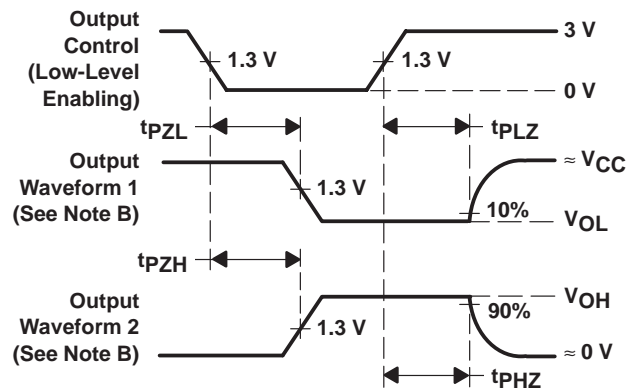 Output
Control
(Low-Level
Enabling)
1.3 V
1.3 V
3 V
0 V
tPZL
tPLZ
Output
Waveform 1
(See Note B)
1.3 V
≈ VCC
10%
VOL
tPZH
Output
Waveform 2
(See Note B)
1.3 V
VOH
90%
≈ 0 V
tPHZ